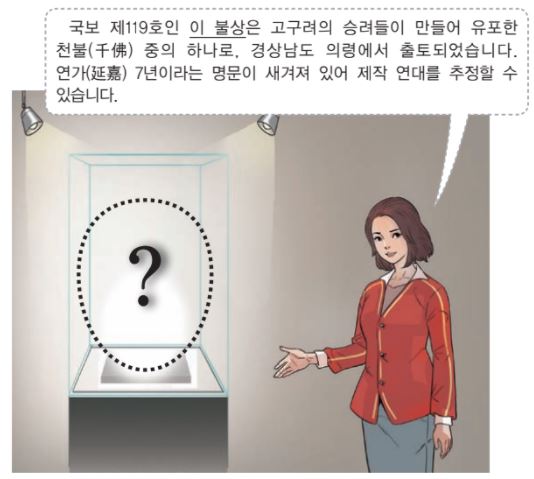 국보 제119호인 이 불상은 고구려의 승려들이 만들어 유포한
천불(千佛) 중의 하나로, 경상남도 의령에서 출토되었습니다.
연가(延嘉) 7년이라는 명문이 새겨져 있어 제작 연대를 추정할 수
있습니다.
?